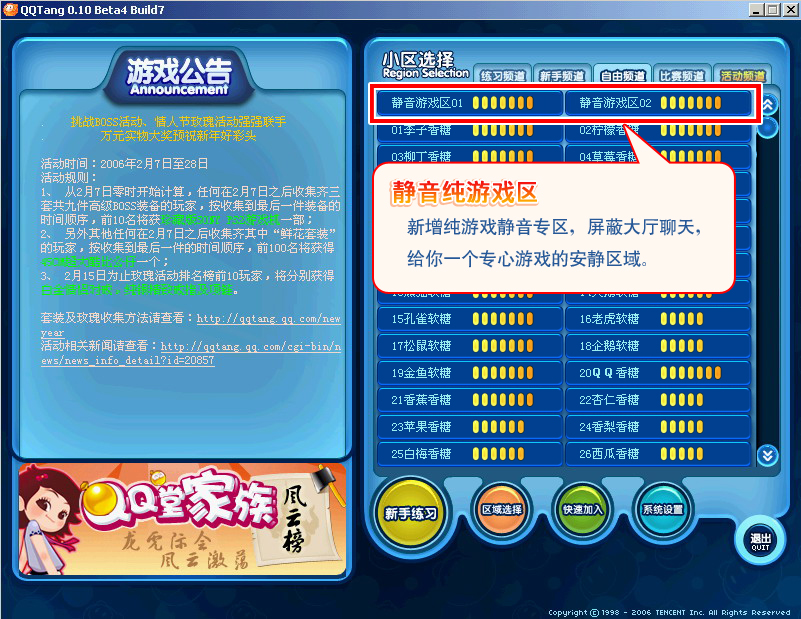 QQTang 0.10 Beta4 Build7
游戏公告
Announcement
挑战BOSS活动、情人节玫瑰活动强强联手
万元实物大奖预祝新年好彩头
活动时间：2006年2月7日至28日
活动规则：
1、 从2月7日零时开始计算，任何在2月7日之后收集齐三
套共九件高级BOSS装备的玩家，按收集到最后一件装备的
时间顺序，前10名将获
一部；
2、 另外其他任何在2月7日之后收集齐其中“鲜花套装”
的玩家，按收集到最后一件的时间顺序，前100名将获得
一个；
3、 2月15日为止玫瑰活动排名榜前10玩家，将分别获得
套装及玫瑰收集方法请查看：http://qqtang.qq.com/new
year
活动相关新闻请查看：http://qqtang.qq.com/cgi-bin/n
ews/news_info_detail?id=20857
QQ堂家族
风云榜
龙虎际会
风云激荡
小区选择
Region Selection
练习频道 新手频道 自由频道 比赛频道 活动频道
静音游戏区01 静音游戏区02
01李子香糖 02柠檬香糖
03柳丁香糖 04草莓香糖
静音纯游戏区
新增纯游戏静音专区，屏蔽大厅聊天，
给你一个专心游戏的安静区域。
15孔雀软糖 16老虎软糖
17松鼠软糖 18企鹅软糖
19金鱼软糖 20QQ香糖
21香蕉香糖 22杏仁香糖
23苹果香糖 24香梨香糖
25白梅香糖 26西瓜香糖
新手练习
区域选择
快速加入
系统设置
退出
QUIT
Copyright © 1998 - 2006 TENCENT Inc. All Rights Reserved